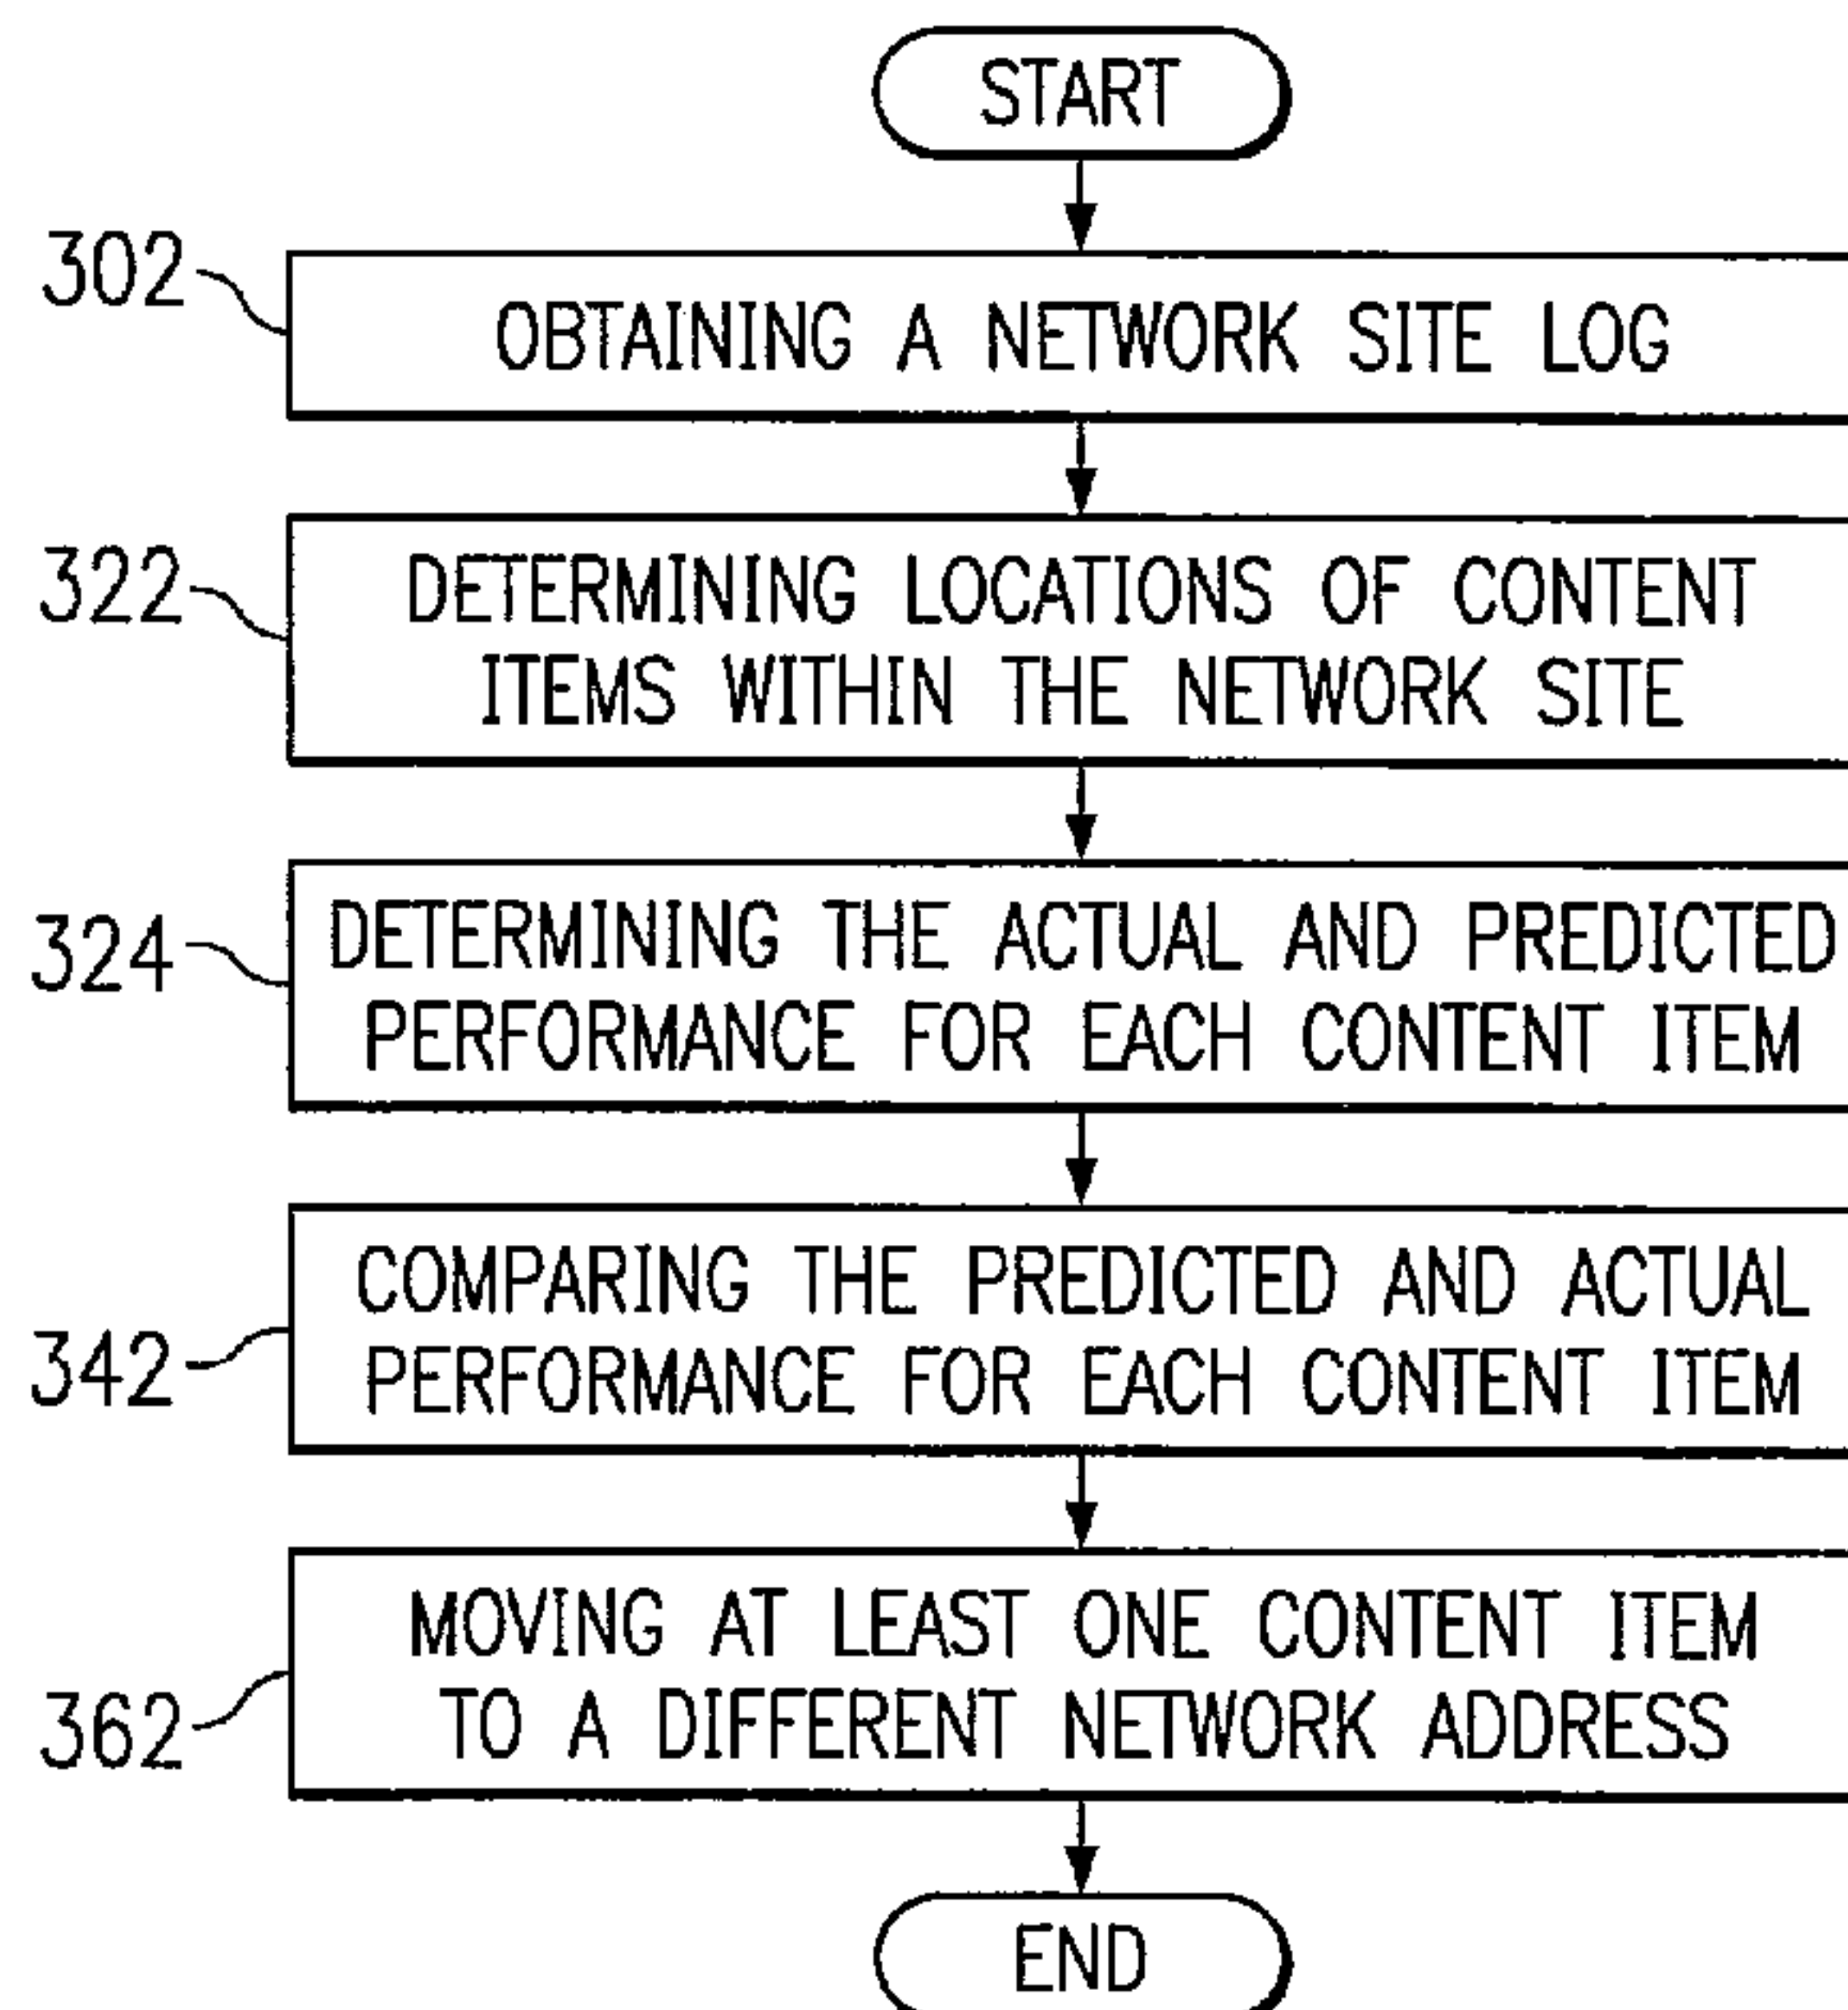 START
302
OBTAINING A NETWORK SITE LOG
322
DETERMINING LOCATIONS OF CONTENT
ITEMS WITHIN THE NETWORK SITE
324
DETERMINING THE ACTUAL AND PREDICTED
PERFORMANCE FOR EACH CONTENT ITEM
342
COMPARING THE PREDICTED AND ACTUAL
PERFORMANCE FOR EACH CONTENT ITEM
362
MOVING AT LEAST ONE CONTENT ITEM
TO A DIFFERENT NETWORK ADDRESS
END